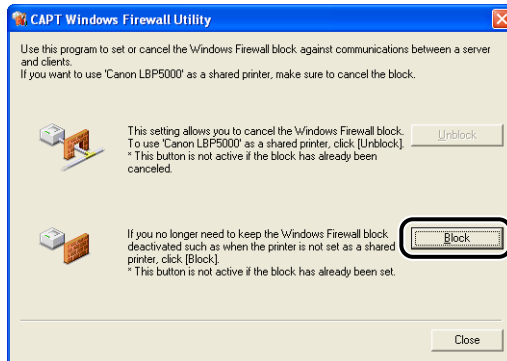 CAPT Windows Firewall Utility
Use this program to set or cancel the Windows Firewall block against communications between a server
and clients.
If you want to use 'Canon LBP5000' as a shared printer, make sure to cancel the block.
This setting allows you to cancel the Windows Firewall block.
To use 'Canon LBP5000' as a shared printer, click [Unblock].
* This button is not active if the block has already been
canceled.
Unblock
If you no longer need to keep the Windows Firewall block
deactivated such as when the printer is not set as a shared
printer, click [Block].
* This button is not active if the block has already been set.
Block
Close